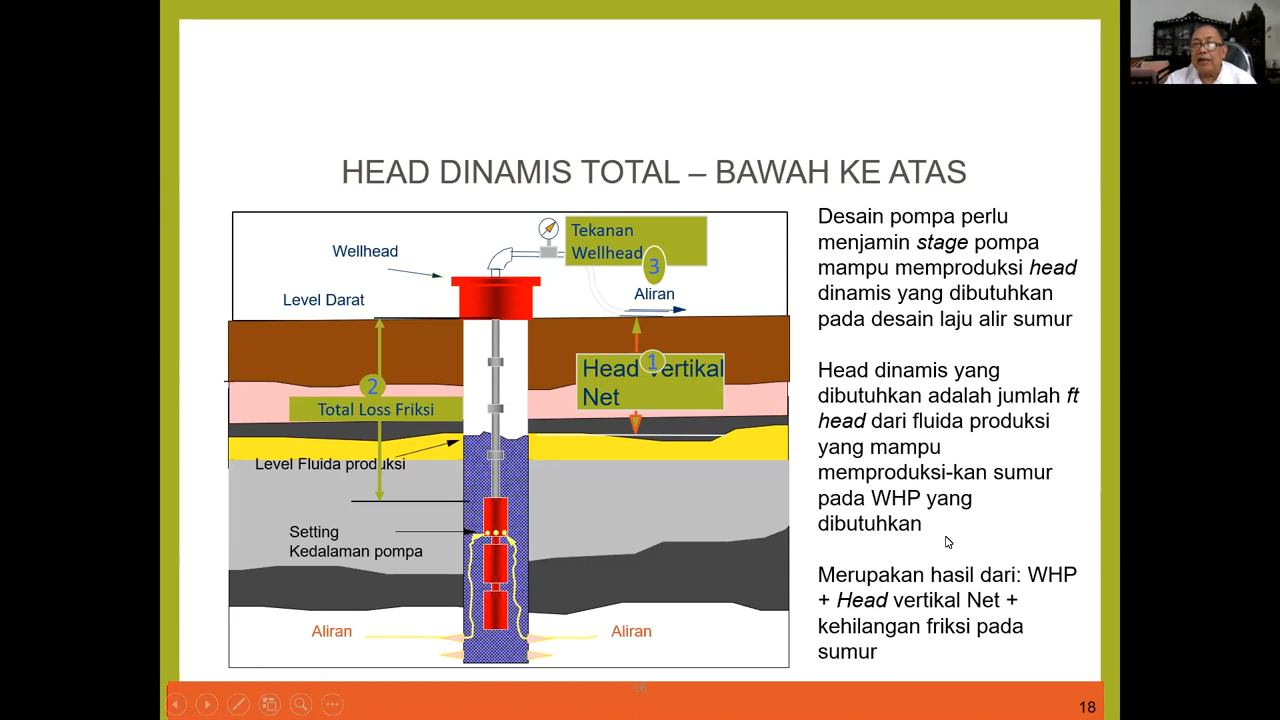 HEAD DINAMIS TOTAL – BAWAH KE ATAS
Wellhead
Tekanan
Wellhead
3
Level Darat
Aliran
1
Head Vertikal
Net
2
Total Loss Friksi
Level Fluida produksi
Setting
Kedalaman pompa
Aliran
Aliran
Desain pompa perlu
menjamin stage pompa
mampu memproduksi head
dinamis yang dibutuhkan
pada desain laju alir sumur
Head dinamis yang
dibutuhkan adalah jumlah ft
head dari fluida produksi
yang mampu
memproduksi-kan sumur
pada WHP yang
dibutuhkan
Merupakan hasil dari: WHP
+ Head vertikal Net +
kehilangan friksi pada
sumur
18